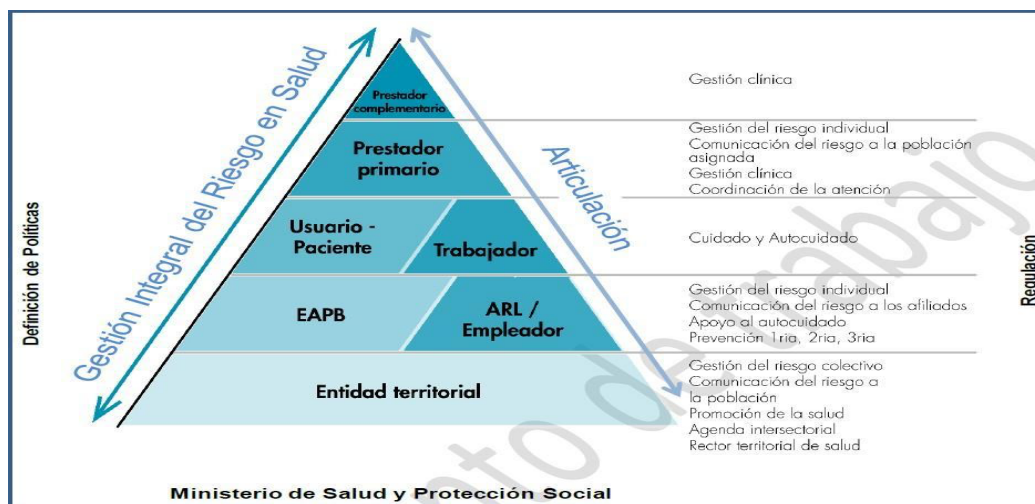 Definición de Políticas
Gestión Integral del Riesgo en Salud
Articulación
Regulación
Prestador
complementario
Gestión clínica
Prestador
primario
Gestión del riesgo individual
Comunicación del riesgo a la población
asignada
Gestión clínica
Coordinación de la atención
Usuario -
Paciente
Trabajador
Cuidado y Autocuidado
EAPB
ARL /
Empleador
Gestión del riesgo individual
Comunicación del riesgo a los afiliados
Apoyo al autocuidado
Prevención 1ria, 2ria, 3ria
Entidad territorial
Gestión del riesgo colectivo
Comunicación del riesgo a
la población
Promoción de la salud
Agenda intersectorial
Rector territorial de salud
Ministerio de Salud y Protección Social
nto de trabajo